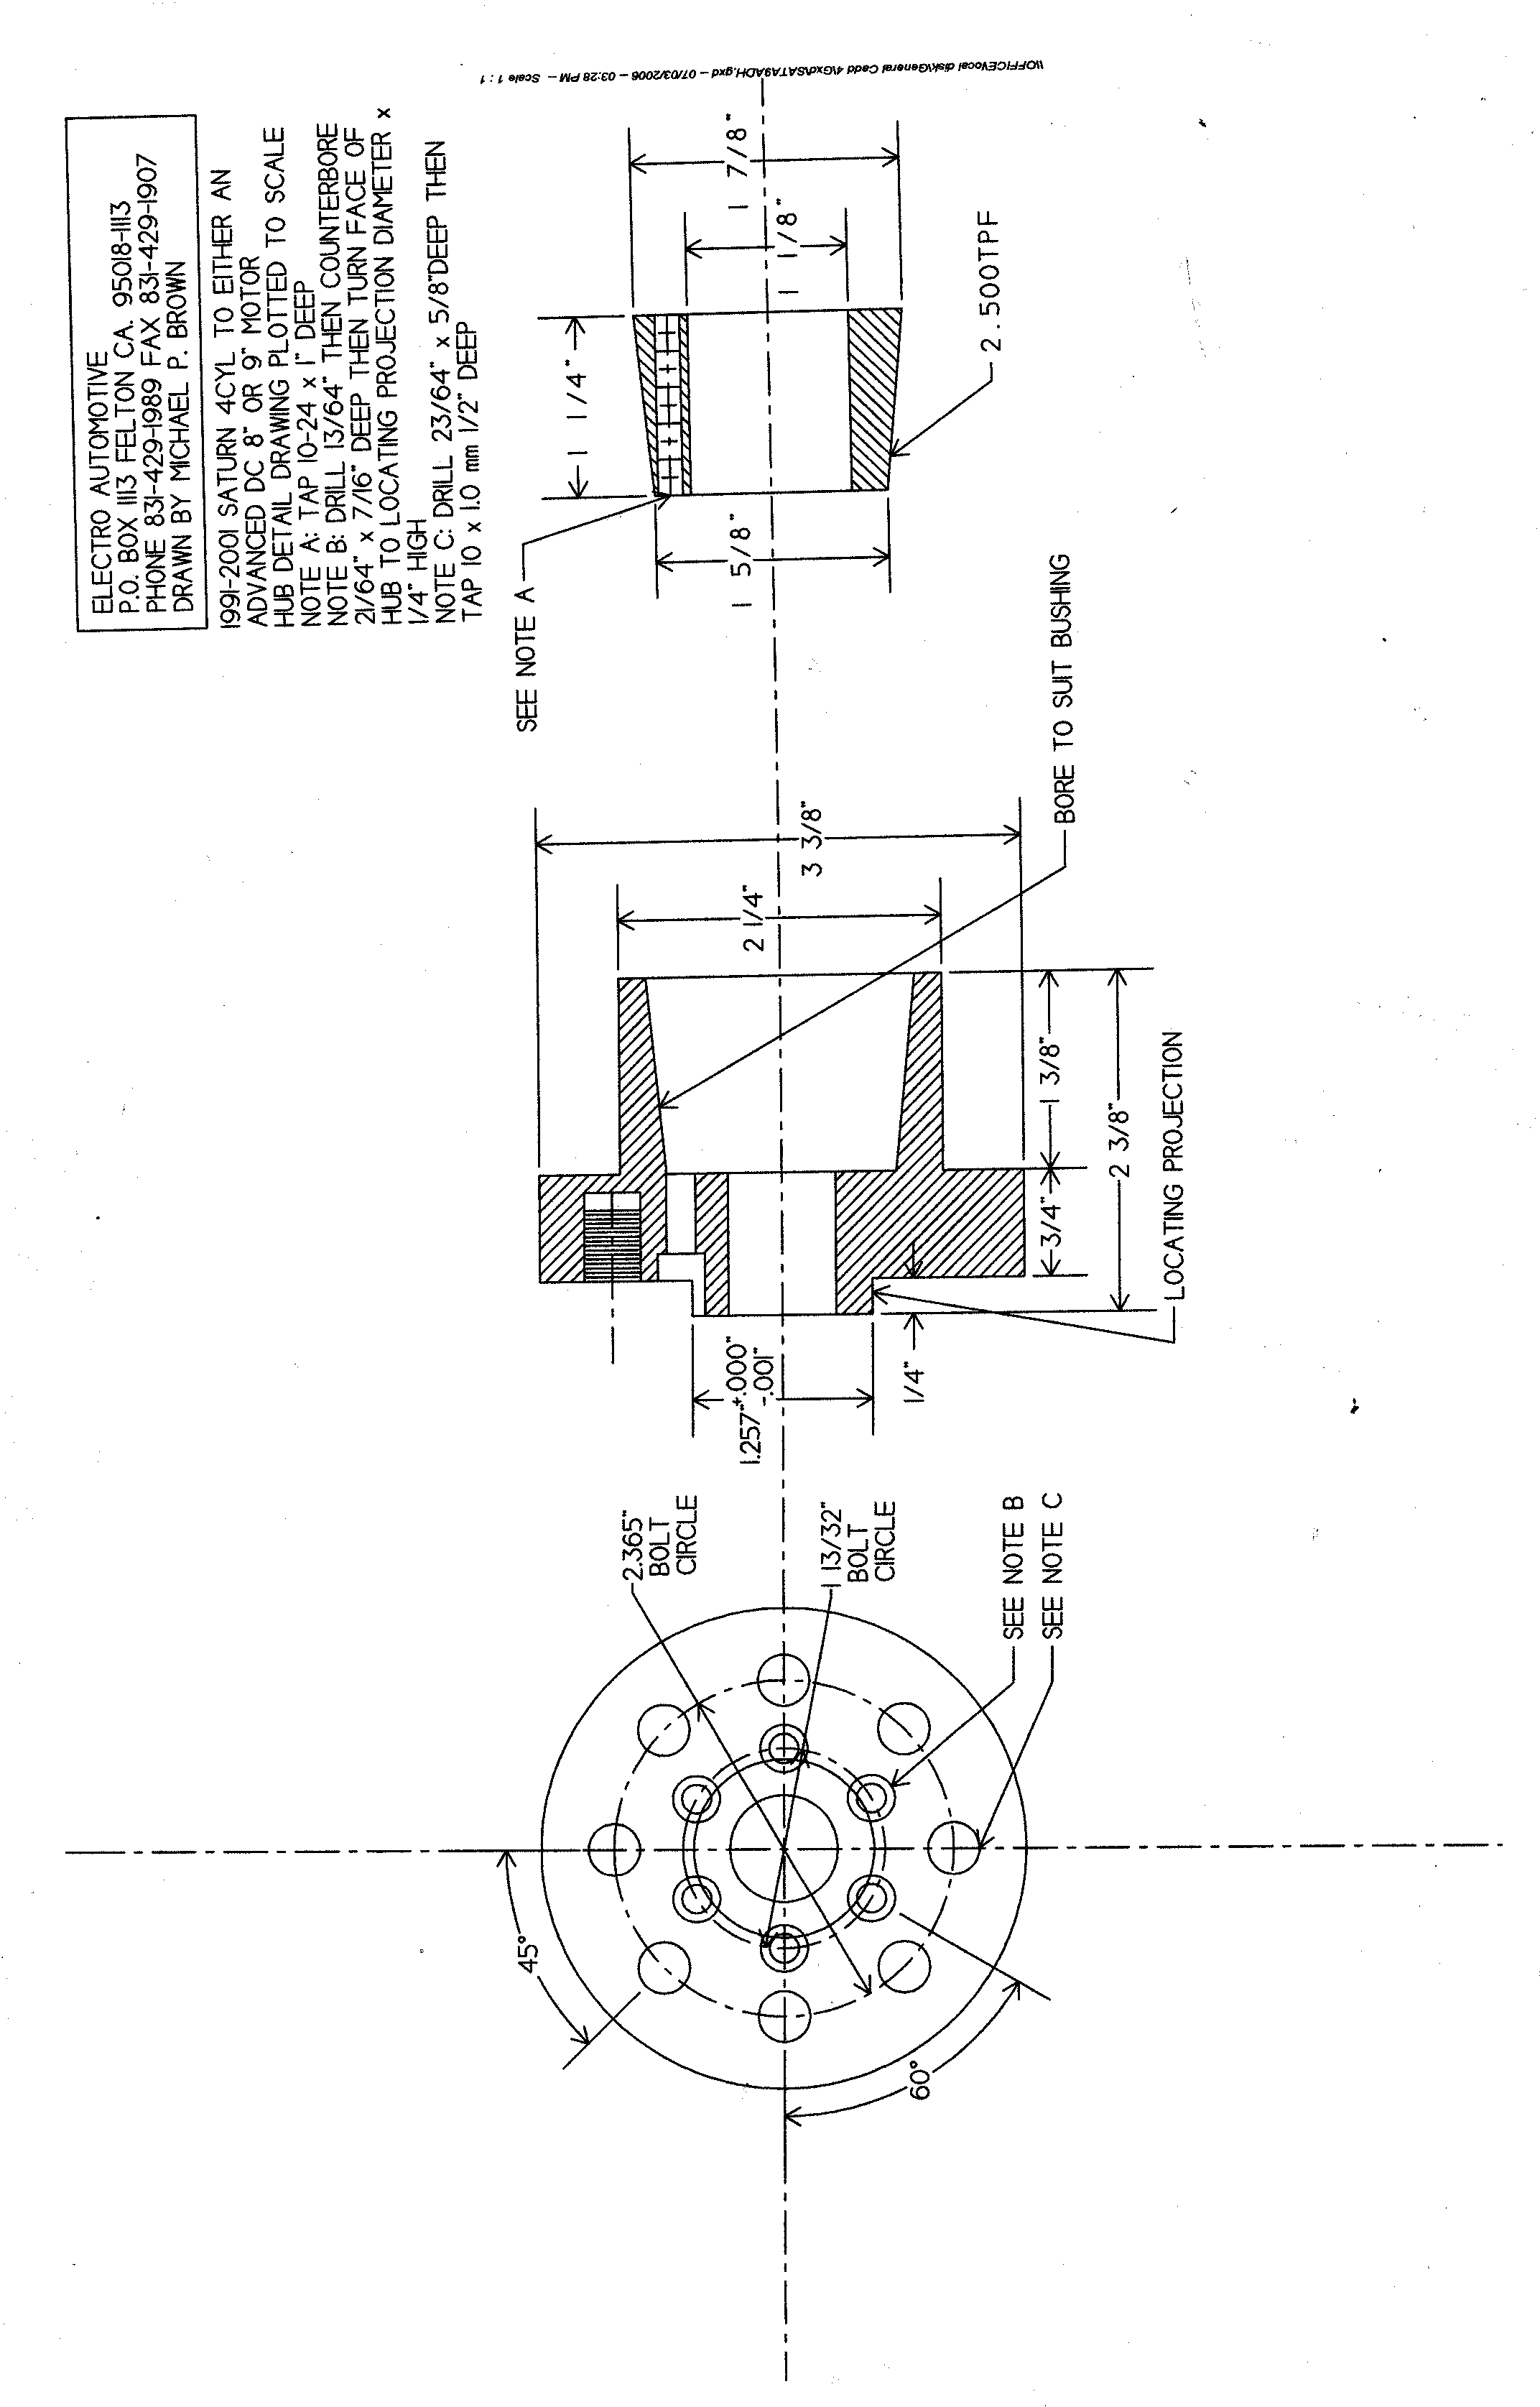 ELECTRO AUTOMOTIVE
P.O. BOX 1113 FELTON CA. 95018-1113
PHONE 831-429-1989 FAX 831-429-1907
DRAWN BY MICHAEL P. BROWN
1991-2001 SATURN 4CYL TO EITHER AN
ADVANCED DC 8" OR 9" MOTOR
HUB DETAIL DRAWING PLOTTED TO SCALE
NOTE A: TAP 10-24 x 1" DEEP
NOTE B: DRILL 13/64" THEN COUNTERBORE
21/64" x 7/16" DEEP THEN TURN FACE OF
HUB TO LOCATING PROJECTION DIAMETER x
1/4" HIGH
NOTE C: DRILL 23/64" x 5/8"DEEP THEN
TAP 10 x 1.0 mm 1/2" DEEP
\\OFFICE\local disk\General Cadd 4\Gxd\SATA9ADH.gxd - 07/03/2006 - 03:28 PM - Scale 1 : 1
45°
60°
2.365"
BOLT
CIRCLE
1 13/32"
BOLT
CIRCLE
SEE NOTE B
SEE NOTE C
1.257" +.000"
-.001"
1/4"
2 1/4"
3 3/8"
3/4"
1 3/8"
2 3/8"
LOCATING PROJECTION
BORE TO SUIT BUSHING
SEE NOTE A
1 1/4"
1 5/8"
1 1/8"
1 7/8"
2.500TPF